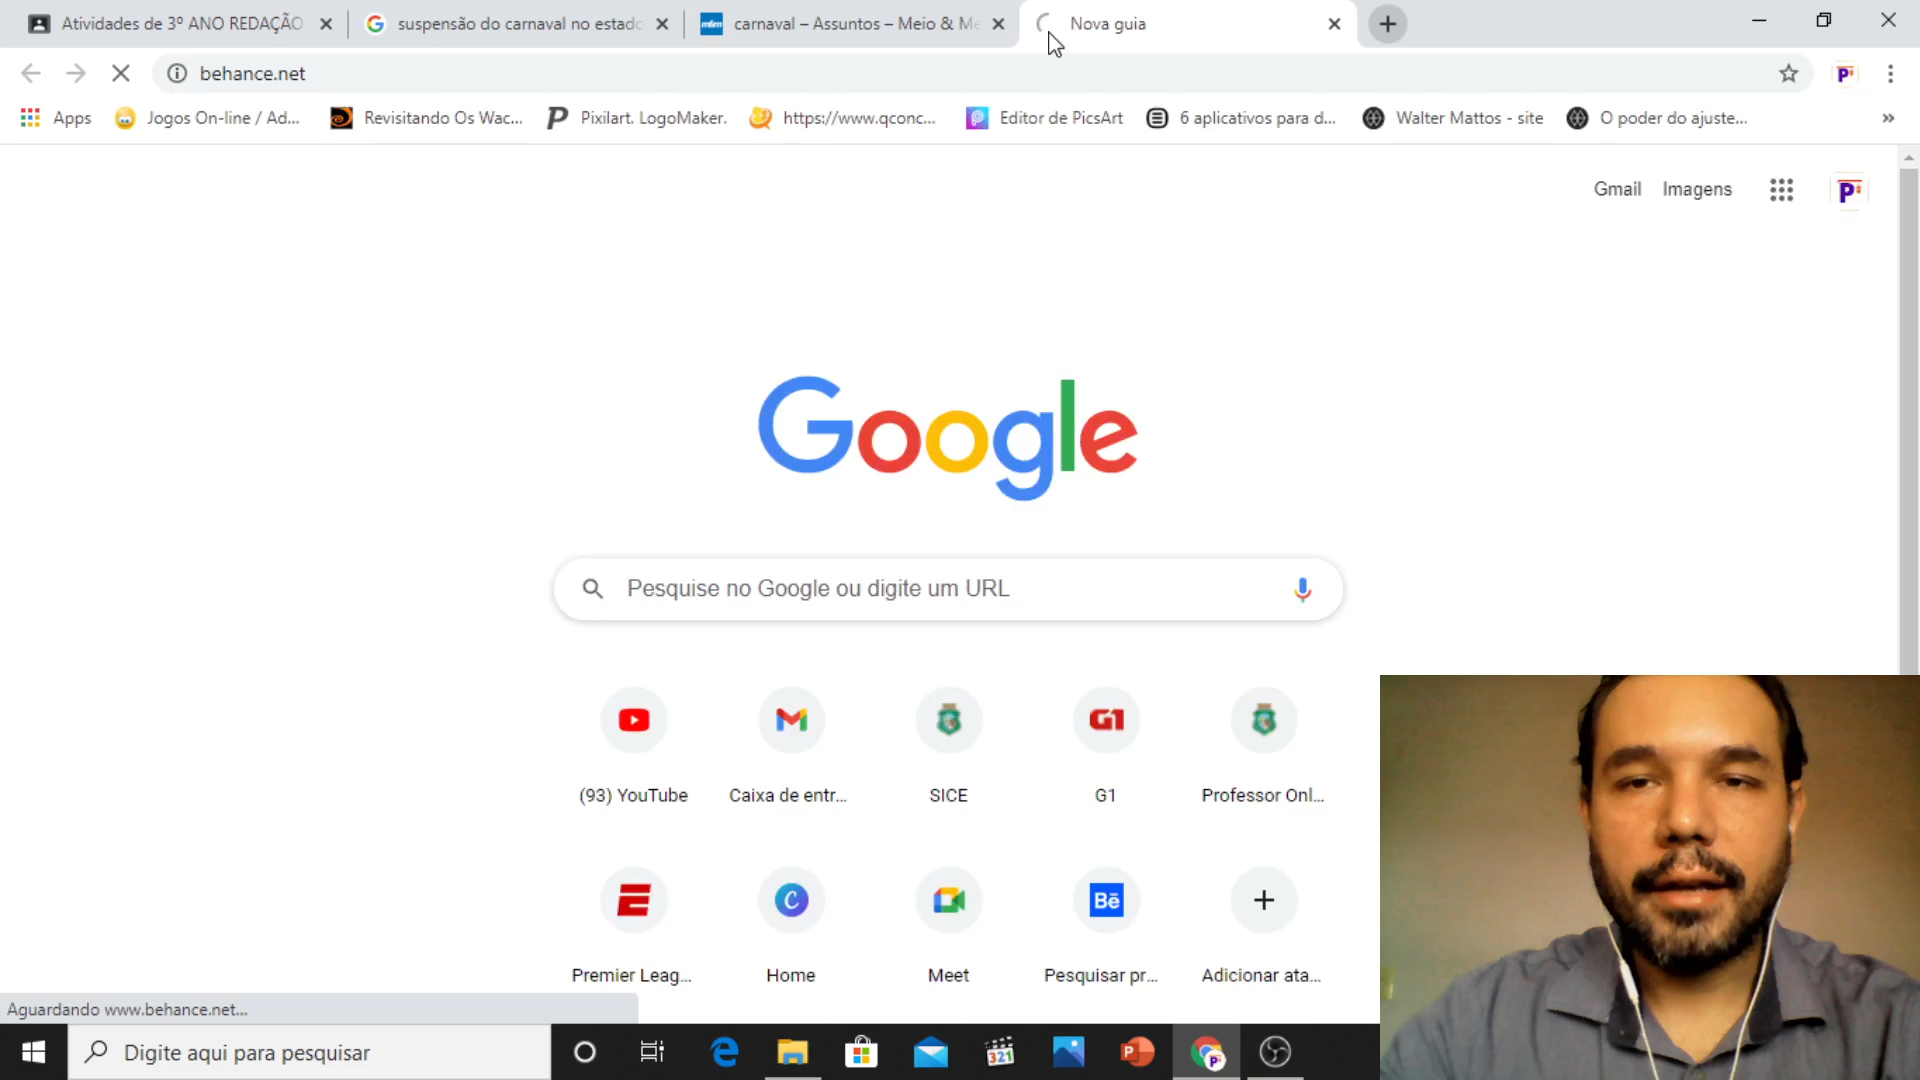 Atividades de 3º ANO REDAÇÃO
suspensão do carnaval no estado
mεm carnaval – Assuntos – Meio & Me
Nova guia
behance.net
Apps
Jogos On-line / Ad...
Revisitando Os Wac...
Pixilart. LogoMaker.
https://www.qconc...
Editor de PicsArt
6 aplicativos para d...
Walter Mattos - site
O poder do ajuste...
»
Gmail Imagens
Google
Pesquise no Google ou digite um URL
G1
Bē
(93) YouTube
Caixa de entr...
SICE
G1
Professor Onl...
Premier Leag...
Home
Meet
Pesquisar pr...
Adicionar ata...
Aguardando www.behance.net...
Digite aqui para pesquisar
321